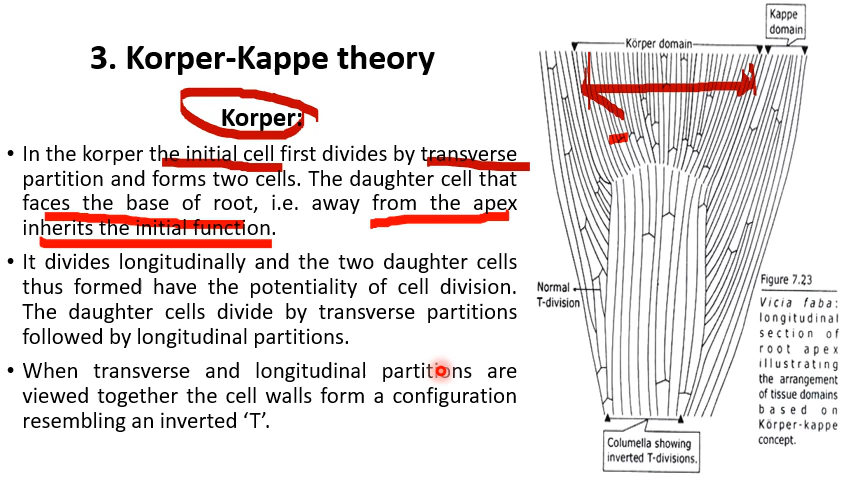 3. Korper-Kappe theory
Korper:
• In the korper the initial cell first divides by transverse
partition and forms two cells. The daughter cell that
faces the base of root, i.e. away from the apex
inherits the initial function.
• It divides longitudinally and the two daughter cells
thus formed have the potentiality of cell division.
The daughter cells divide by transverse partitions
followed by longitudinal partitions.
• When transverse and longitudinal partitions are
viewed together the cell walls form a configuration
resembling an inverted ‘T’.
Kappe
domain
Körper domain
Normal
T-division
Columella showing
inverted T-divisions.
Figure 7.23
Vicia faba:
longitudinal
section of
root apex
illustrating
the arrangement
of tissue domains
based on
Körper-kappe
concept.